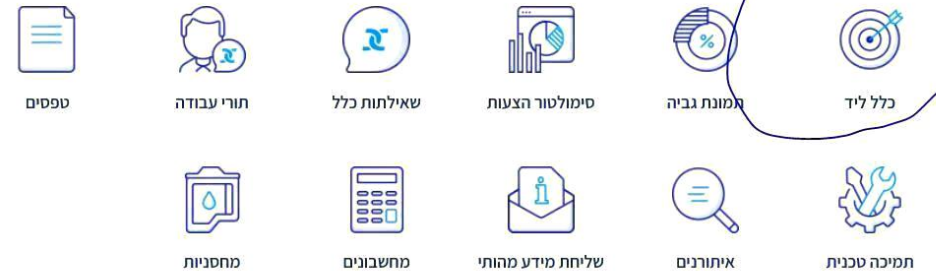 כלל ליד
תמונת גביה
סימולטור הצעות
שאילתות כלל
תורי עבודה
טפסים
תמיכה טכנית
איתורנים
שליחת מידע מהותי
מחשבונים
מחסניות